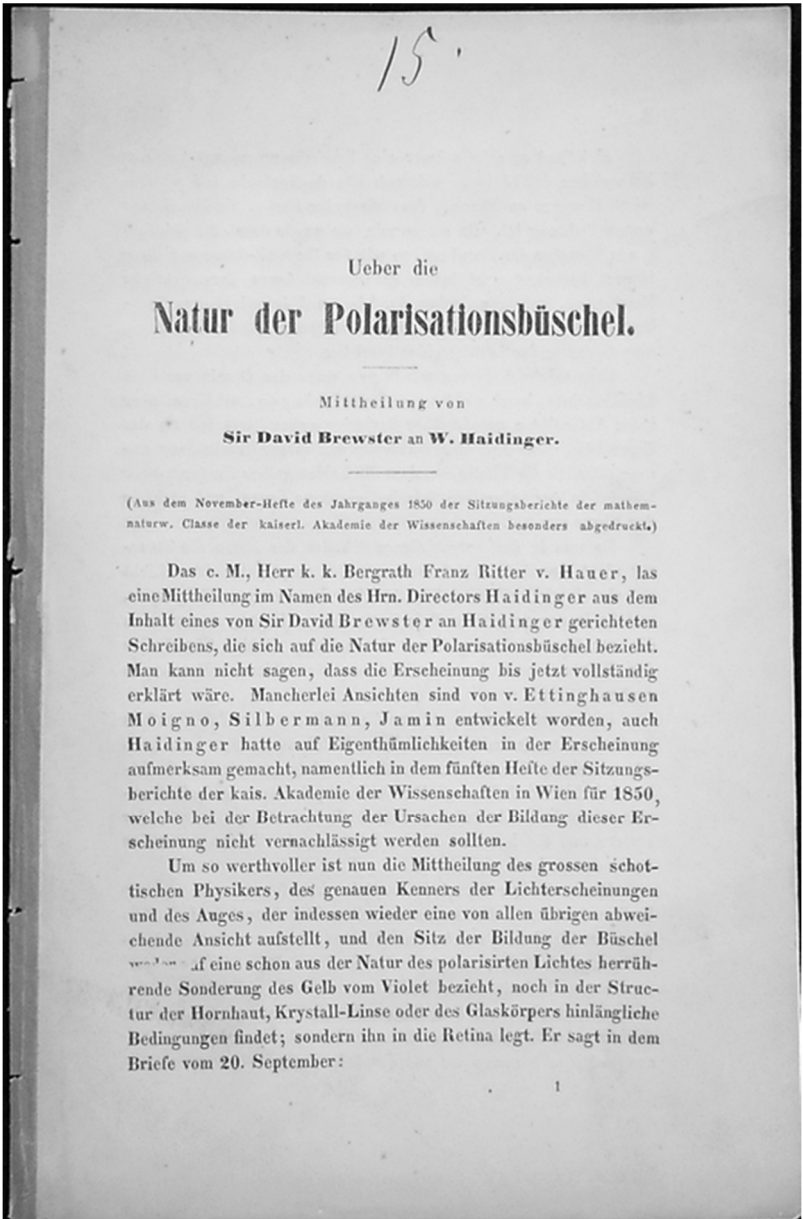 15.
Ueber die
Natur der Polarisationsbüschel.
Mittheilung von
Sir David Brewster an W. Haidinger.
(Aus dem November-Hefte des Jahrganges 1850 der Sitzungsberichte der mathem-
naturw. Classe der kaiserl. Akademie der Wissenschaften besonders abgedruckt.)
Das c. M., Herr k. k. Bergrath Franz Ritter v. Hauer, las
eine Mittheilung im Namen des Hrn. Directors Haidinger aus dem
Inhalt eines von Sir David Brewster an Haidinger gerichteten
Schreibens, die sich auf die Natur der Polarisationsbüschel bezieht.
Man kann nicht sagen, dass die Erscheinung bis jetzt vollständig
erklärt wäre. Mancherlei Ansichten sind von v. Ettinghausen
Moigno, Silbermann, Jamin entwickelt worden, auch
Haidinger hatte auf Eigenthümlichkeiten in der Erscheinung
aufmerksam gemacht, namentlich in dem fünften Hefte der Sitzungs-
berichte der kais. Akademie der Wissenschaften in Wien für 1850,
welche bei der Betrachtung der Ursachen der Bildung dieser Er-
scheinung nicht vernachlässigt werden sollten.
Um so werthvoller ist nun die Mittheilung des grossen schot-
tischen Physikers, des genauen Kenners der Lichterscheinungen
und des Auges, der indessen wieder eine von allen übrigen abwei-
chende Ansicht aufstellt, und den Sitz der Bildung der Büschel
eine schon aus der Natur des polarisirten Lichtes herrüh-
rende Sonderung des Gelb vom Violet bezieht, noch in der Struc-
tur der Hornhaut, Krystall-Linse oder des Glaskörpers hinlängliche
Bedingungen findet; sondern ihn in die Retina legt. Er sagt in dem
Briefe vom 20. September:
1